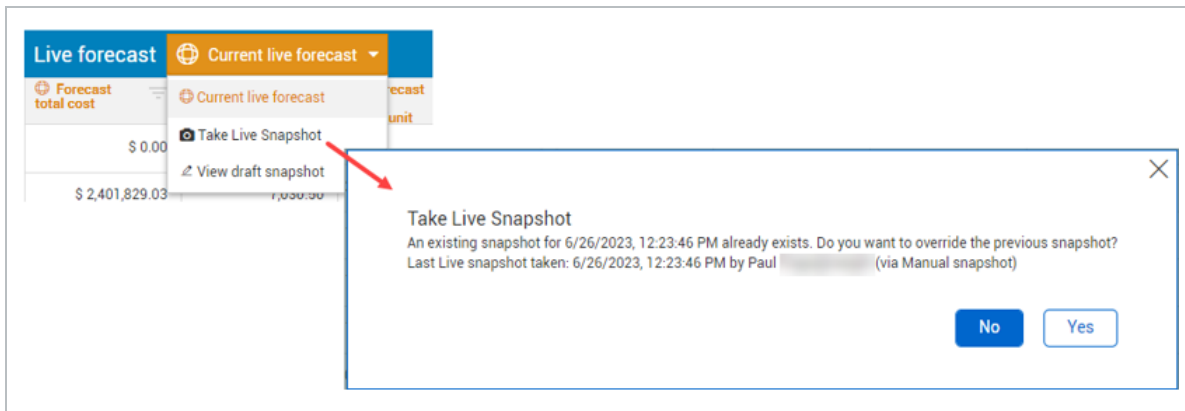 Live forecast Current live forecast
Forecast
total cost
ecast
unit
Current live forecast
$ 0.00
Take Live Snapshot
View draft snapshot
$ 2,401,829.03
Take Live Snapshot
An existing snapshot for 6/26/2023, 12:23:46 PM already exists. Do you want to override the previous snapshot?
Last Live snapshot taken: 6/26/2023, 12:23:46 PM by Paul (via Manual snapshot)
No Yes